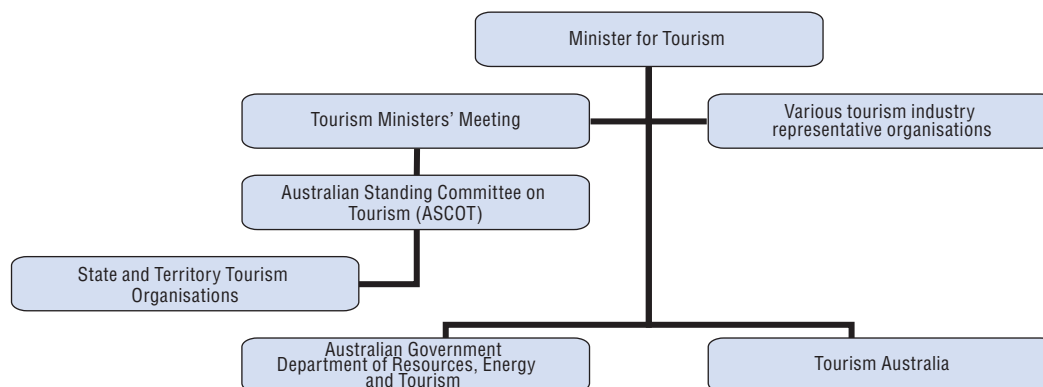 Minister for Tourism
Tourism Ministers’ Meeting
Various tourism industry
representative organisations
Australian Standing Committee on
Tourism (ASCOT)
State and Territory Tourism
Organisations
Australian Government
Department of Resources, Energy
and Tourism
Tourism Australia